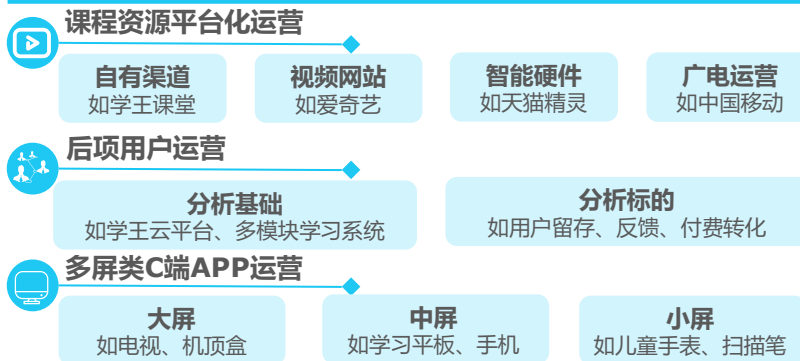 课程资源平台化运营
自有渠道
如学王课堂
视频网站
如爱奇艺
智能硬件
如天猫精灵
广电运营
如中国移动
后项用户运营
分析基础
如学王云平台、多模块学习系统
分析标的
如用户留存、反馈、付费转化
多屏类C端APP运营
大屏
如电视、机顶盒
中屏
如学习平板、手机
小屏
如儿童手表、扫描笔